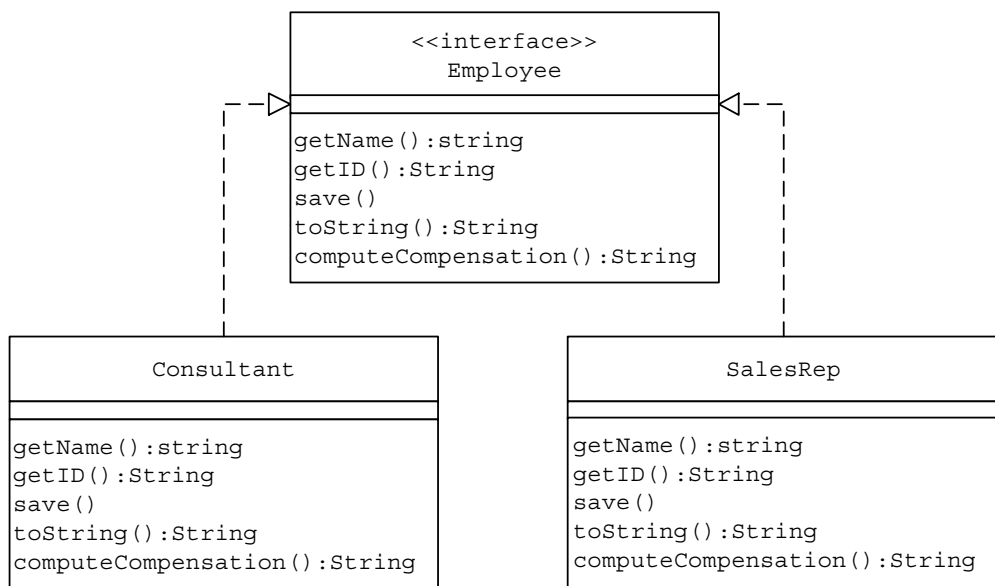 <<interface>>
Employee
getName():string
getID():String
save()
toString():String
computeCompensation():String
Consultant
getName():string
getID():String
save()
toString():String
computeCompensation():String
SalesRep
getName():string
getID():String
save()
toString():String
computeCompensation():String